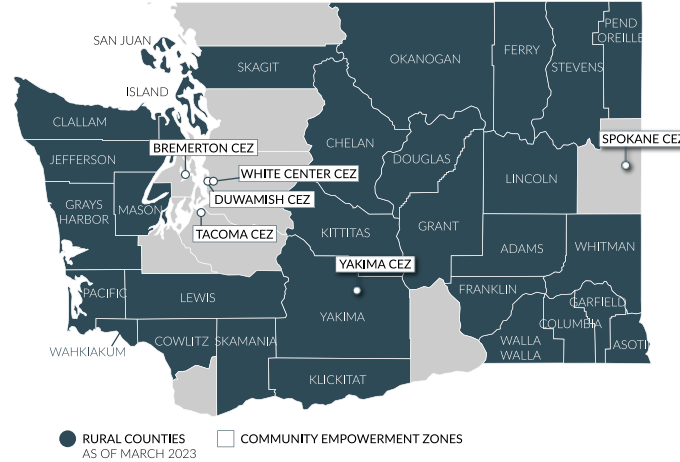 PEND
OREILLE
SAN JUAN
FERRY
OKANOGAN
SKAGIT
STEVENS
ISLAND
CLALLAM
BREMERTON CEZ
SPOKANE CEZ
CHELAN
JEFFERSON
DOUGLAS
WHITE CENTER CEZ
LINCOLN
DUWAMISH CEZ
GRAYS
HARBOR
MASON
TACOMA CEZ
KITTITAS
GRANT
ADAMS
WHITMAN
YAKIMA CEZ
PACIFIC
LEWIS
FRANKLIN
GARFIELD
YAKIMA
COLUMBIA
WAHKIAKUM
COWLITZ
SKAMANIA
WALLA
WALLA
ASOTI
KLICKITAT
RURAL COUNTIES
AS OF MARCH 2023
COMMUNITY EMPOWERMENT ZONES